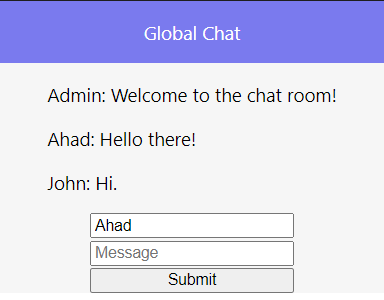 Global Chat
Admin: Welcome to the chat room!
Ahad: Hello there!
John: Hi.
Ahad
Message
Submit